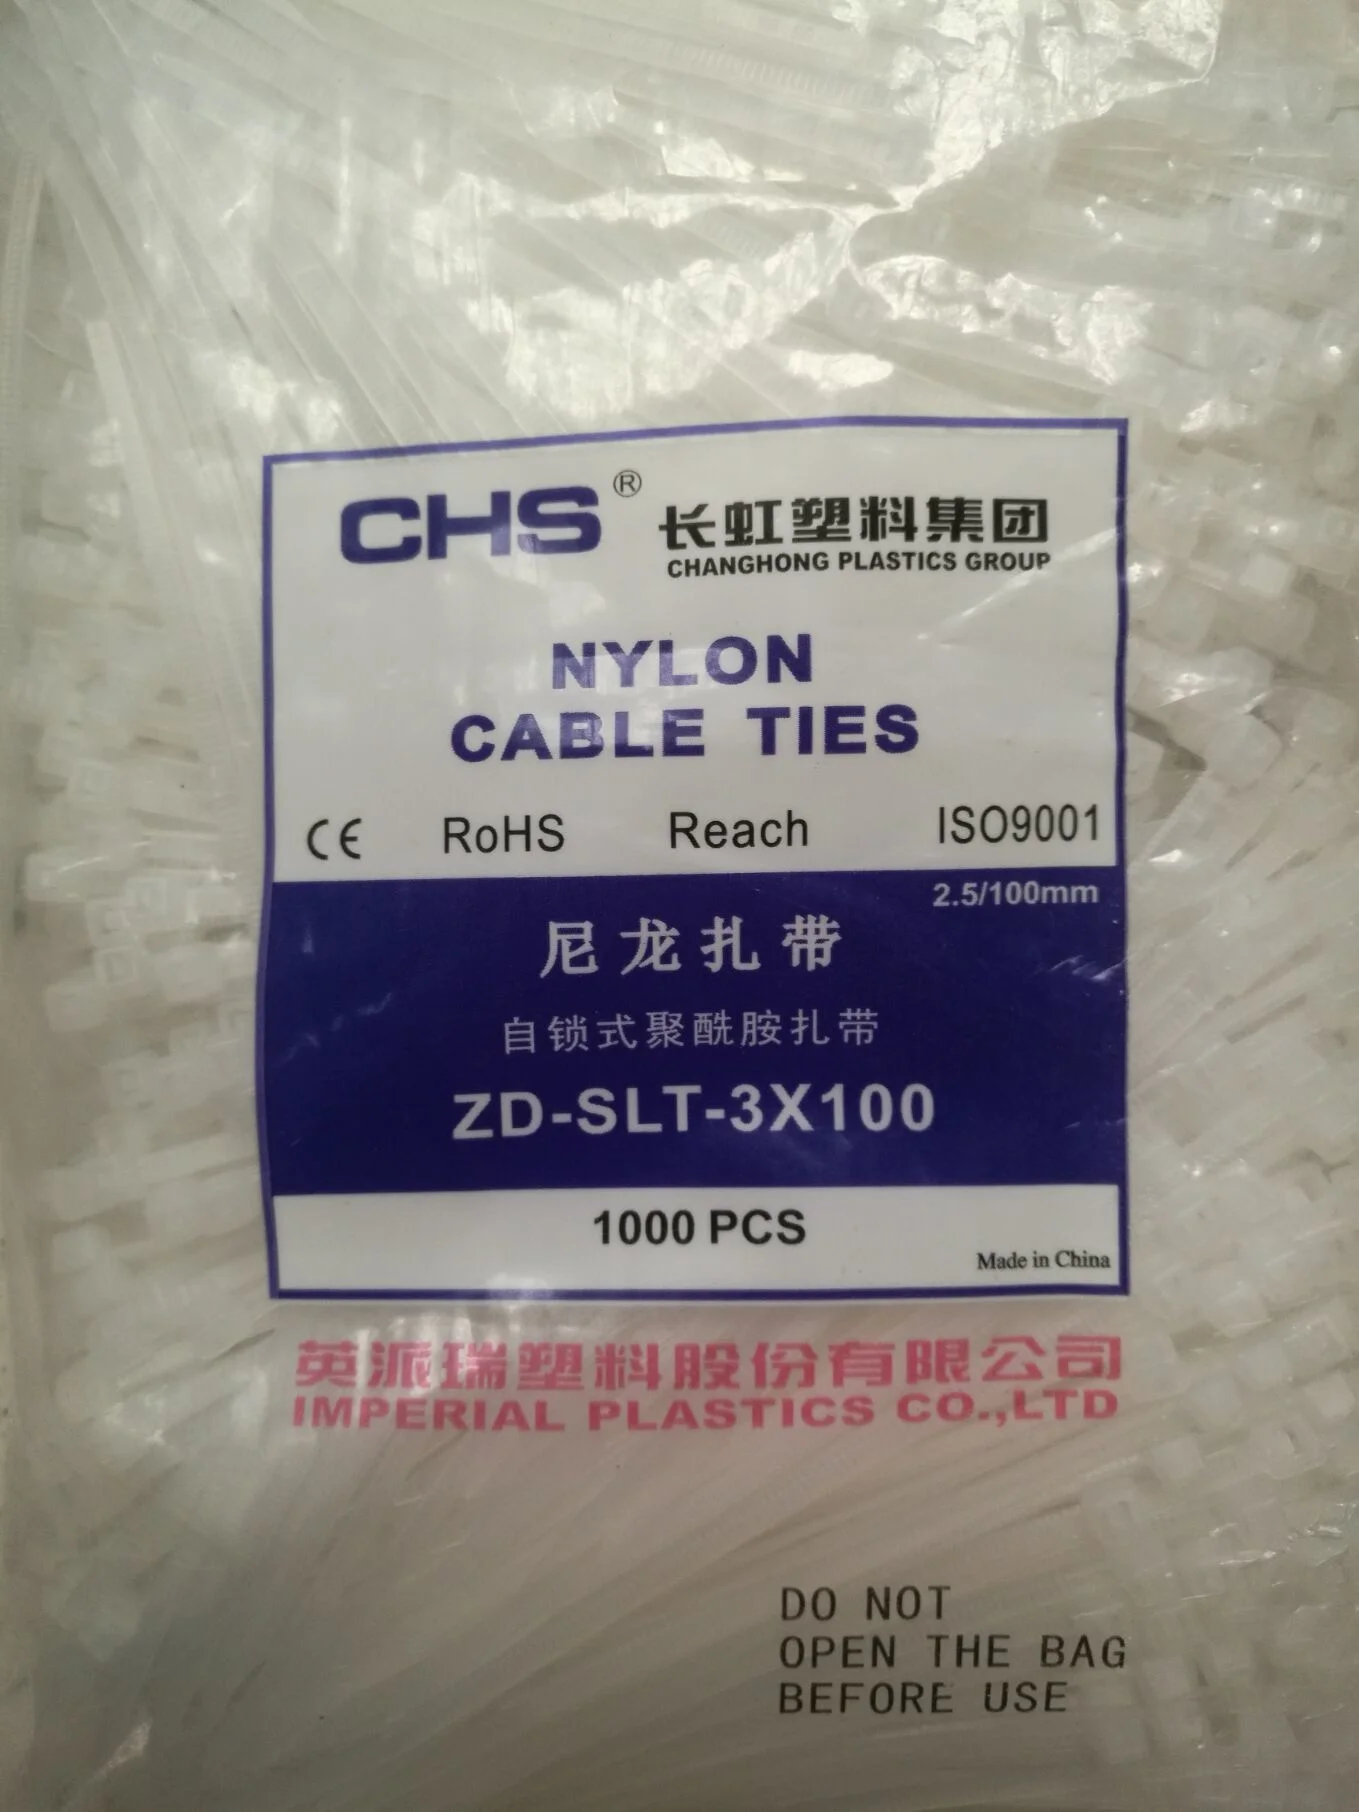 CHS® 长虹塑料集团
CHANGHONG PLASTICS GROUP
NYLON
CABLE TIES
CE RoHS Reach ISO9001
2.5/100mm
尼龙扎带
自锁式聚酰胺扎带
ZD-SLT-3X100
1000 PCS
Made in China
英派瑞塑料股份有限公司
IMPERIAL PLASTICS CO.,LTD
DO NOT
OPEN THE BAG
BEFORE USE